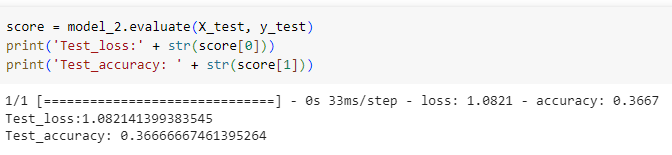 score = model_2.evaluate(X_test, y_test)
print('Test_loss:' + str(score[0]))
print('Test_accuracy: ' + str(score[1]))
1/1 [==============================] - 0s 33ms/step - loss: 1.0821 - accuracy: 0.3667
Test_loss:1.082141399383545
Test_accuracy: 0.36666667461395264